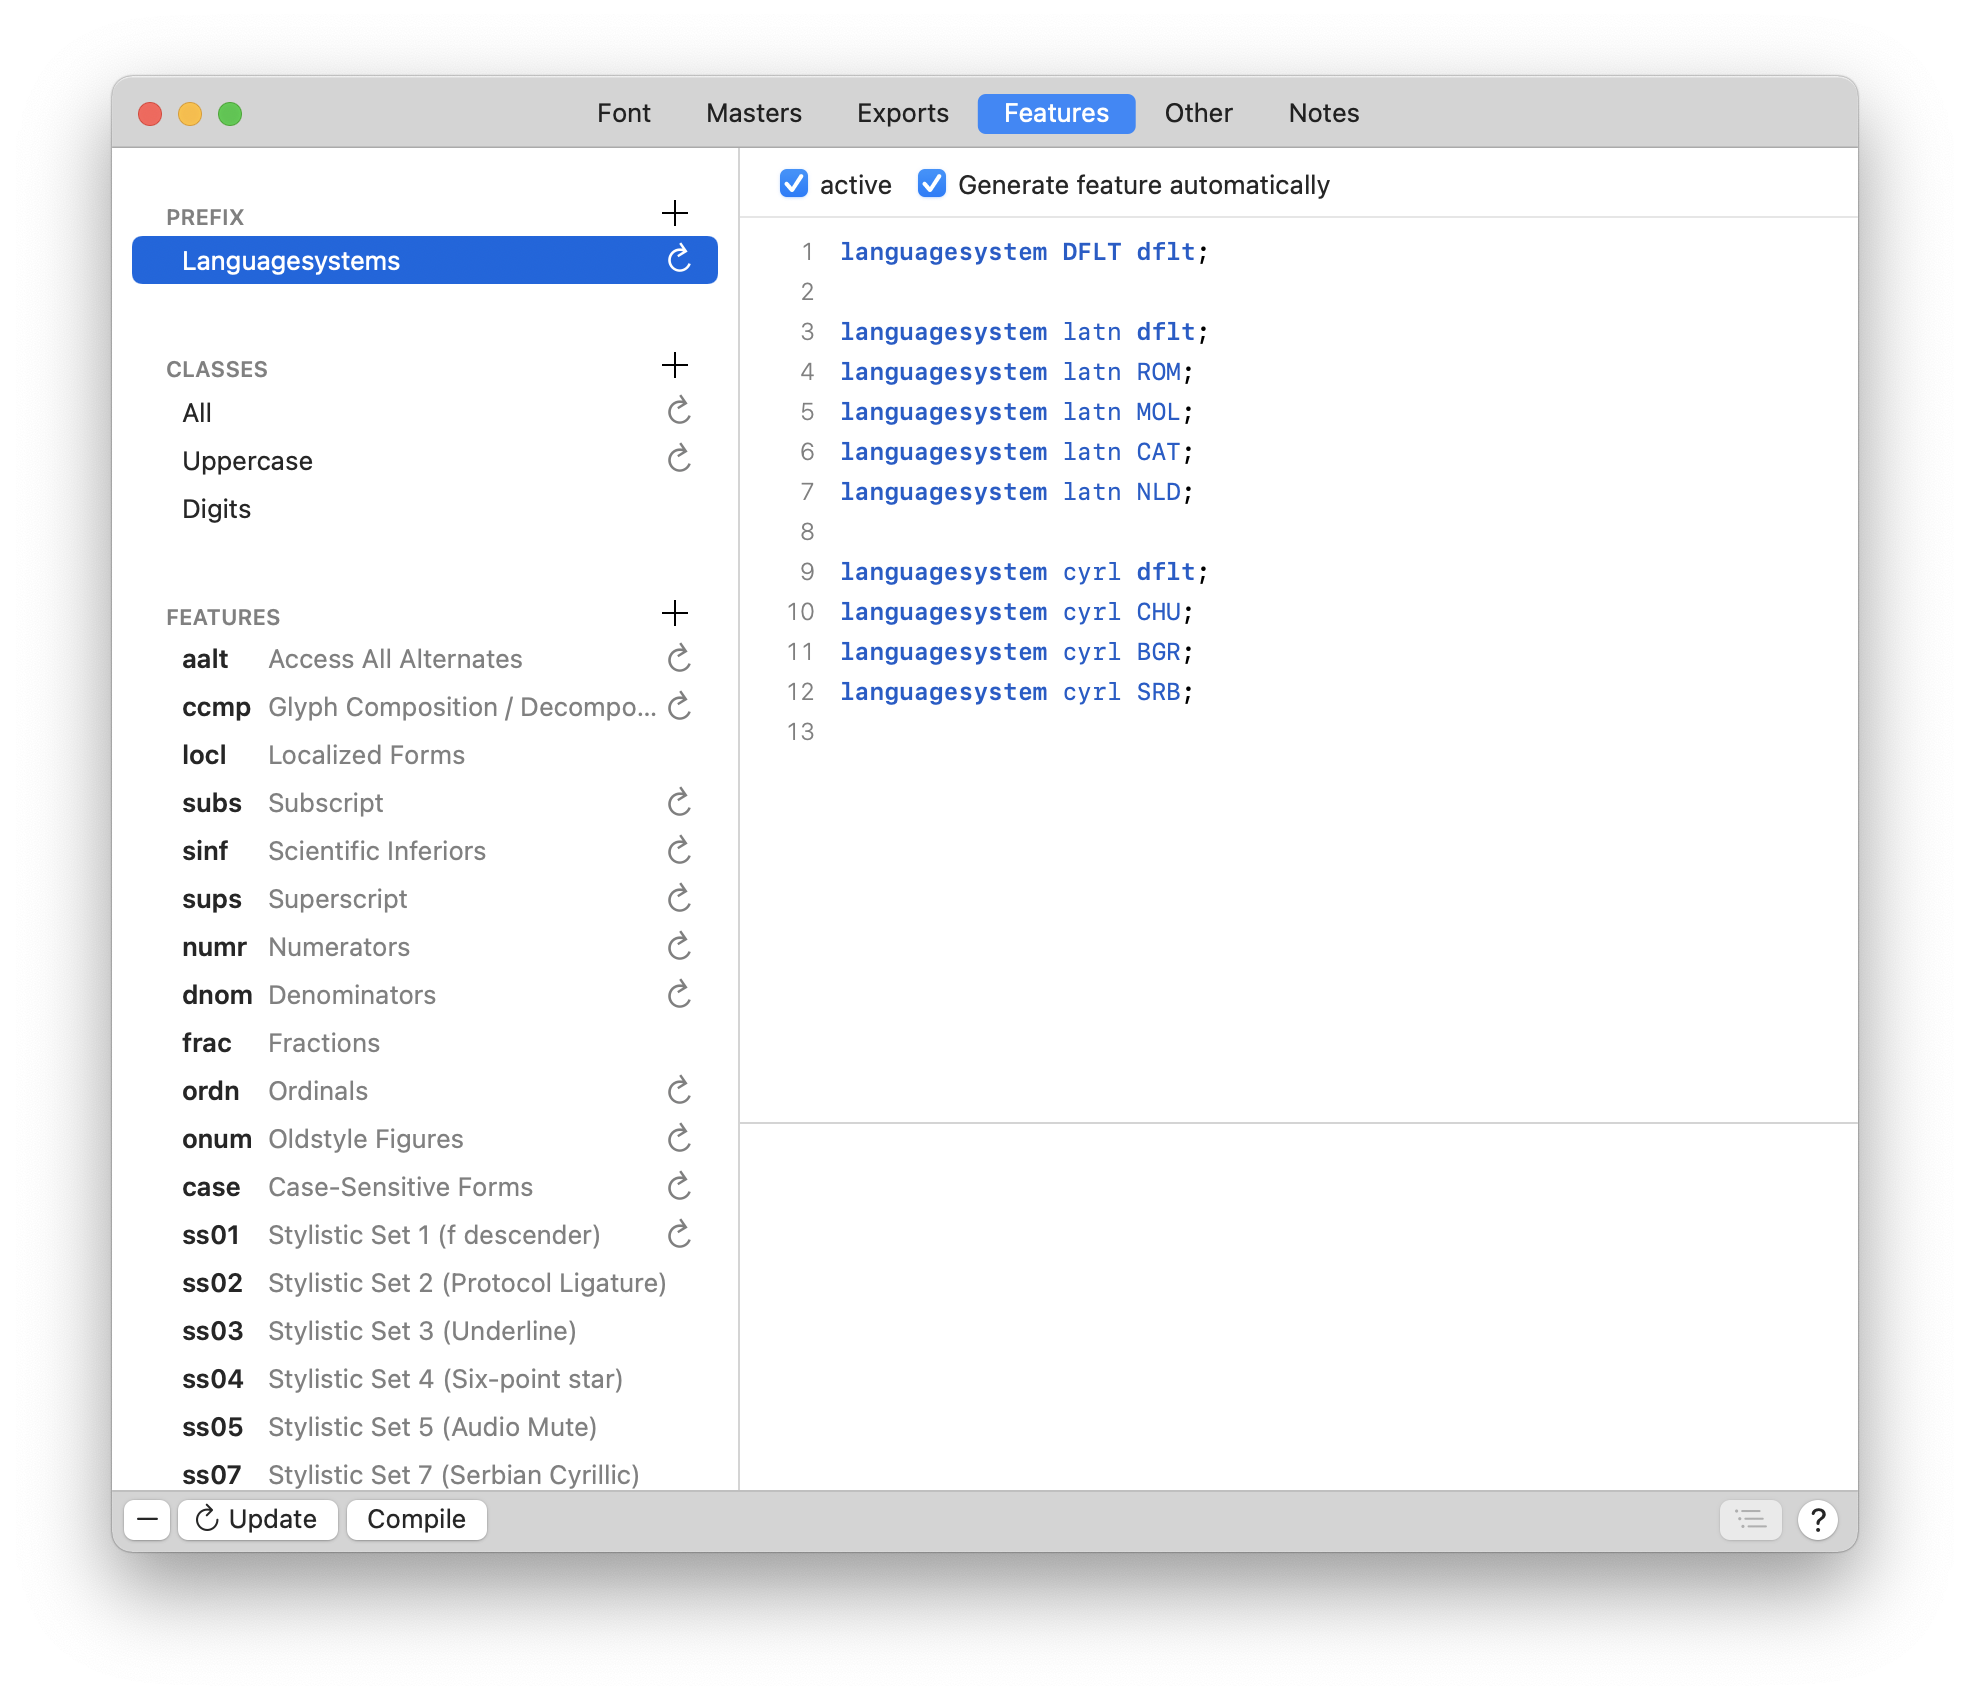 Font Masters Exports Features Other Notes
PREFIX
Languagesystems
CLASSES
All
Uppercase
Digits
FEATURES
aalt Access All Alternates
ccmp Glyph Composition / Decompo...
locl Localized Forms
subs Subscript
sinf Scientific Inferiors
sups Superscript
numr Numerators
dnom Denominators
frac Fractions
ordn Ordinals
onum Oldstyle Figures
case Case-Sensitive Forms
ss01 Stylistic Set 1 (f descender)
ss02 Stylistic Set 2 (Protocol Ligature)
ss03 Stylistic Set 3 (Underline)
ss04 Stylistic Set 4 (Six-point star)
ss05 Stylistic Set 5 (Audio Mute)
ss07 Stylistic Set 7 (Serbian Cyrillic)
active Generate feature automatically
1 languagesystem DFLT dflt;
2
3 languagesystem latn dflt;
4 languagesystem latn ROM;
5 languagesystem latn MOL;
6 languagesystem latn CAT;
7 languagesystem latn NLD;
8
9 languagesystem cyrl dflt;
10 languagesystem cyrl CHU;
11 languagesystem cyrl BGR;
12 languagesystem cyrl SRB;
13
Update Compile ?